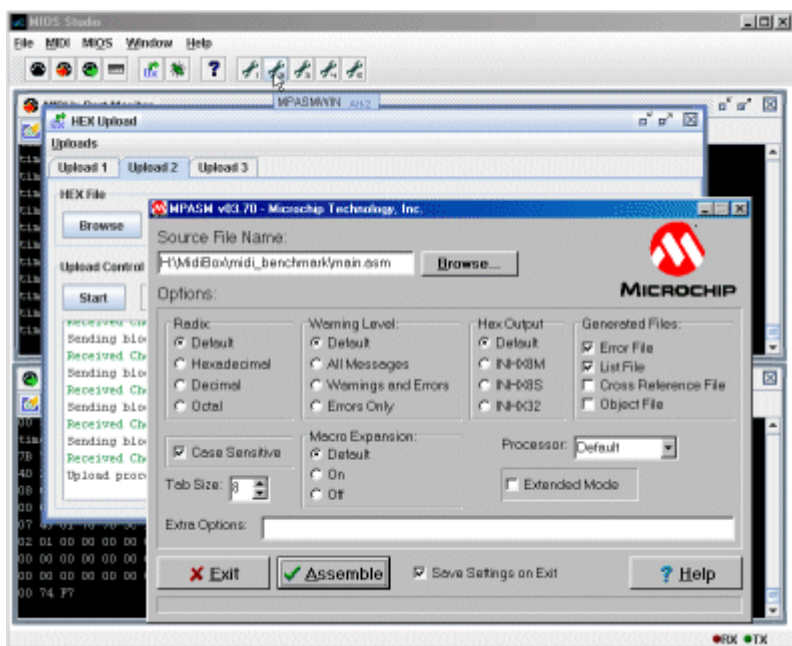 MIOS Studio
File MIDI MIOS Window Help
MPASMWIN Alt-2
HEX Upload
Uploads
Upload 1 Upload 2 Upload 3
HEX File
Browse
Upload Control
Start
Sending blo
Received Che
Sending blo
Received Che
Sending blo
Received Che
Sending blo
Received Che
Upload proc
MPASM v03.70 - Microchip Technology, Inc.
Source File Name:
H:\MidiBox\midi_benchmark\main.asm Browse...
MICROCHIP
Options:
Radix: Warning Level: Hex Output Generated Files:
Default Default Default Error File
Hexadecimal All Messages INHX8M List File
Decimal Warnings and Errors INHX8S Cross Reference File
Octal Errors Only INHX32 Object File
Case Sensitive Macro Expansion: Processor: Default
Default
On
Off
Tab Size: 8 Extended Mode
Extra Options:
Exit Assemble Save Settings on Exit Help
02 01 00 00 00 00
00 00 00 00 00 00
00 00 00 00 00 00
00 74 F7
RX TX